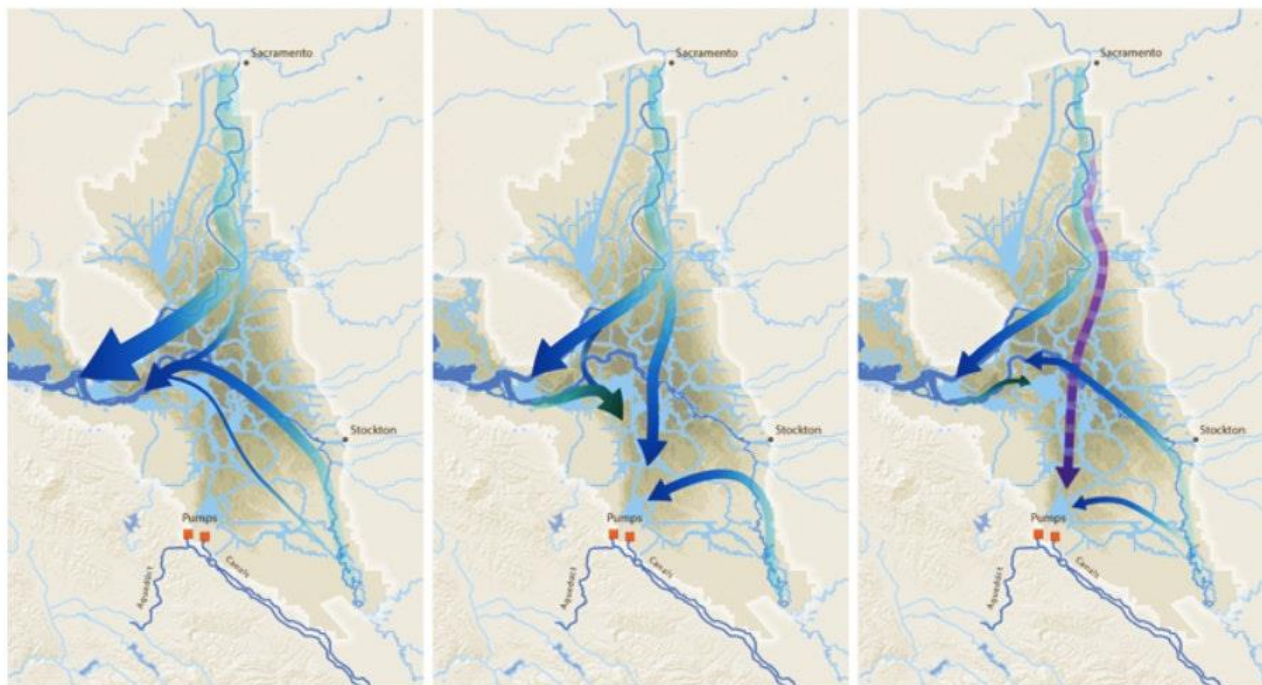 Sacramento
Stockton
Pumps
Aqueduct
Canals
Sacramento
Stockton
Pumps
Aqueduct
Canals
Sacramento
Stockton
Pumps
Aqueduct
Canals